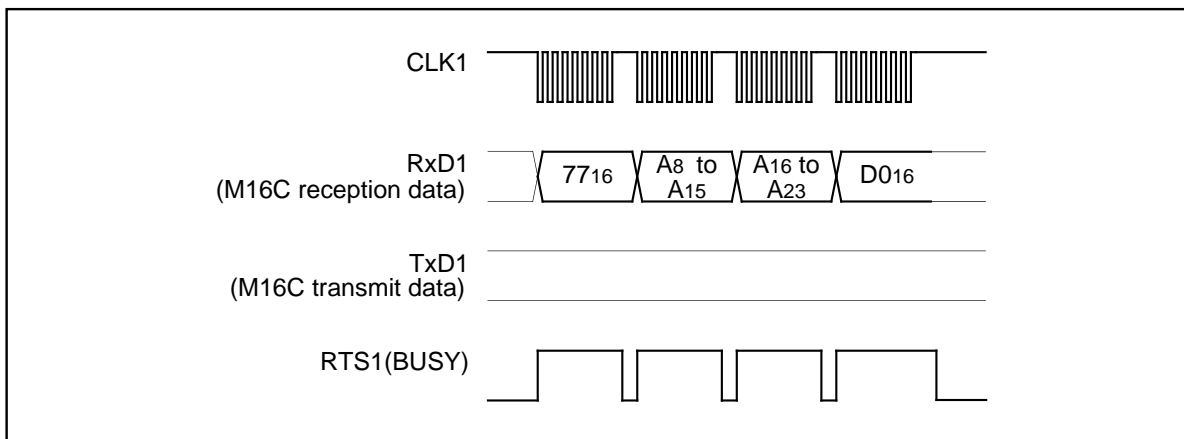 CLK1
RxD1
(M16C reception data)
7716
A8 to
A15
A16 to
A23
D016
TxD1
(M16C transmit data)
RTS1(BUSY)